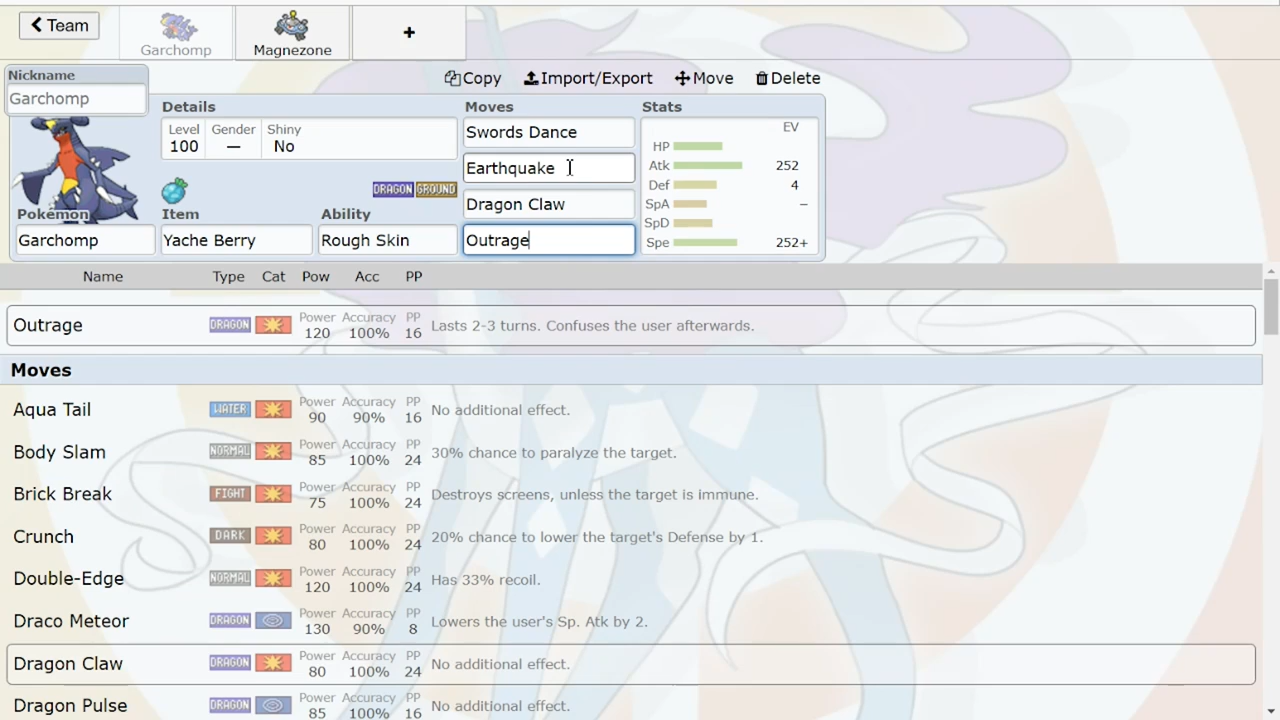 Team
Garchomp
Magnezone
+
Nickname
Garchomp
Copy
Import/Export
Move
Delete
Details
Level
100
Gender
—
Shiny
No
Pokémon
Garchomp
DRAGON GROUND
Item
Yache Berry
Ability
Rough Skin
Moves
Swords Dance
Earthquake
Dragon Claw
Outrage
Stats
EV
HP
Atk 252
Def 4
SpA –
SpD
Spe 252+
Name Type Cat Pow Acc PP
Outrage DRAGON Power 120 Accuracy 100% PP 16 Lasts 2-3 turns. Confuses the user afterwards.
Moves
Aqua Tail WATER Power 90 Accuracy 90% PP 16 No additional effect.
Body Slam NORMAL Power 85 Accuracy 100% PP 24 30% chance to paralyze the target.
Brick Break FIGHT Power 75 Accuracy 100% PP 24 Destroys screens, unless the target is immune.
Crunch DARK Power 80 Accuracy 100% PP 24 20% chance to lower the target's Defense by 1.
Double-Edge NORMAL Power 120 Accuracy 100% PP 24 Has 33% recoil.
Draco Meteor DRAGON Power 130 Accuracy 90% PP 8 Lowers the user's Sp. Atk by 2.
Dragon Claw DRAGON Power 80 Accuracy 100% PP 24 No additional effect.
Dragon Pulse DRAGON Power 85 Accuracy 100% PP 16 No additional effect.